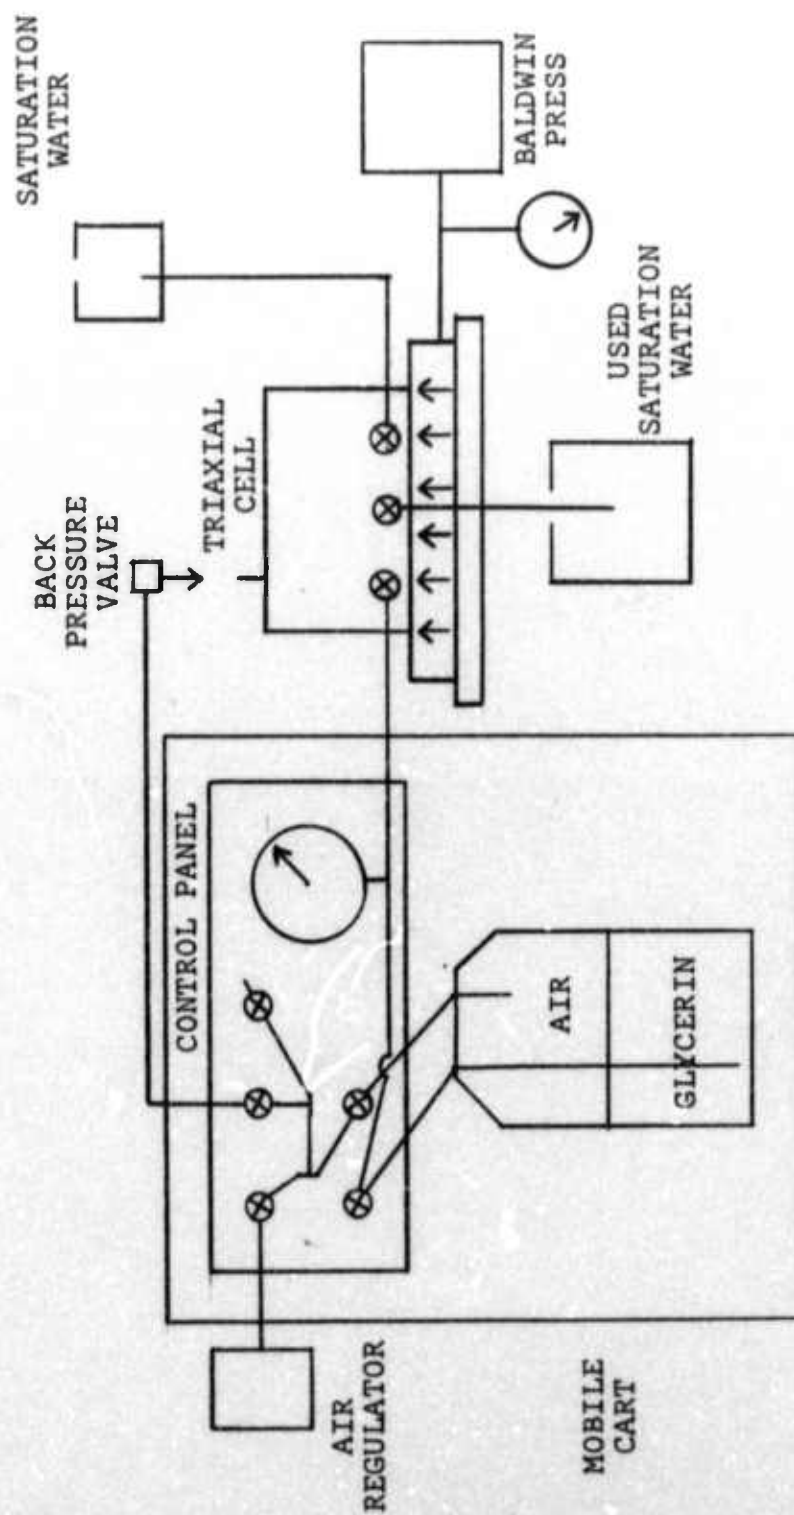 SATURATION
WATER
BACK
PRESSURE
VALVE
TRIAXIAL
CELL
BALDWIN
PRESS
USED
SATURATION
WATER
CONTROL PANEL
AIR
GLYCERIN
AIR
REGULATOR
MOBILE
CART